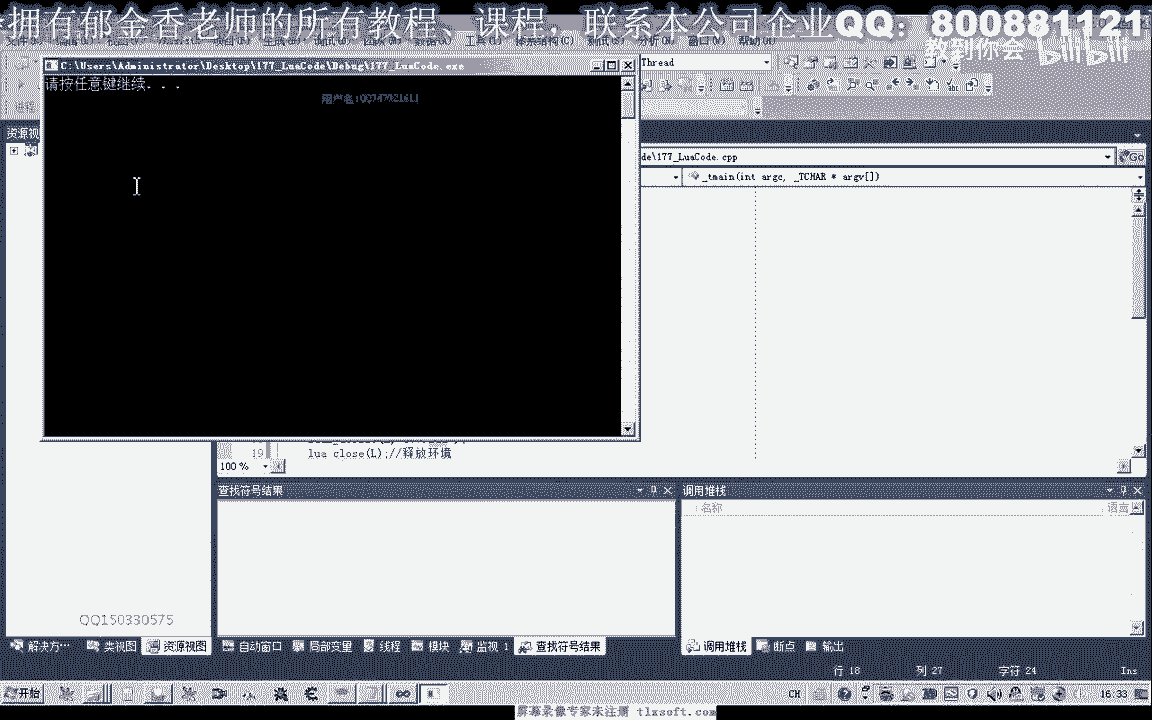 拥有郁金香老师的所有教程、课程，联系本公司企业QQ：800881121
教到你会 bilibili
C:\Users\Administrator\Desktop\177_LuaCode\Debug\177_LuaCode.exe
Thread
请按任意键继续. . .
资源视
de\177_LuaCode.cpp
Go
_tmain(int argc, _TCHAR * argv[])
19
lua_close(L);//释放环境
100 %
查找符号结果
调用堆栈
名称
语言
QQ150330575
解决方…
类视图
资源视图
自动窗口
局部变量
线程
模块
监视 1
查找符号结果
调用堆栈
断点
输出
行 18
列 27
字符 24
Ins
开始
CH
16:33
屏幕录像专家未注册 tlxsoft.com